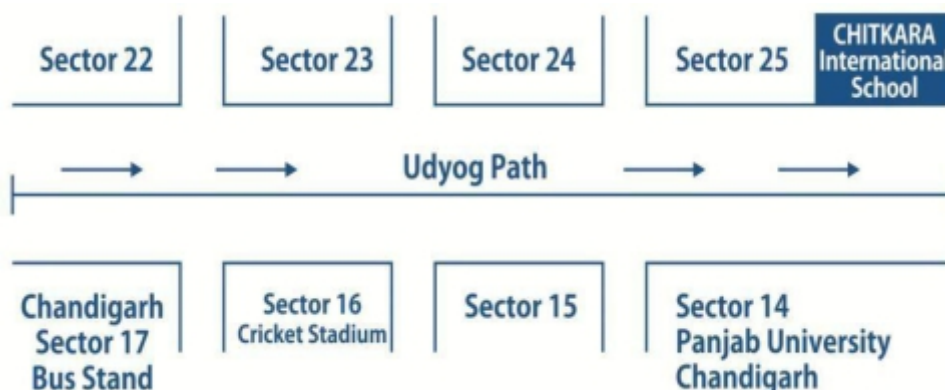 Sector 22
Sector 23
Sector 24
Sector 25
CHITKARA
International
School
Udyog Path
Chandigarh
Sector 17
Bus Stand
Sector 16
Cricket Stadium
Sector 15
Sector 14
Panjab University
Chandigarh